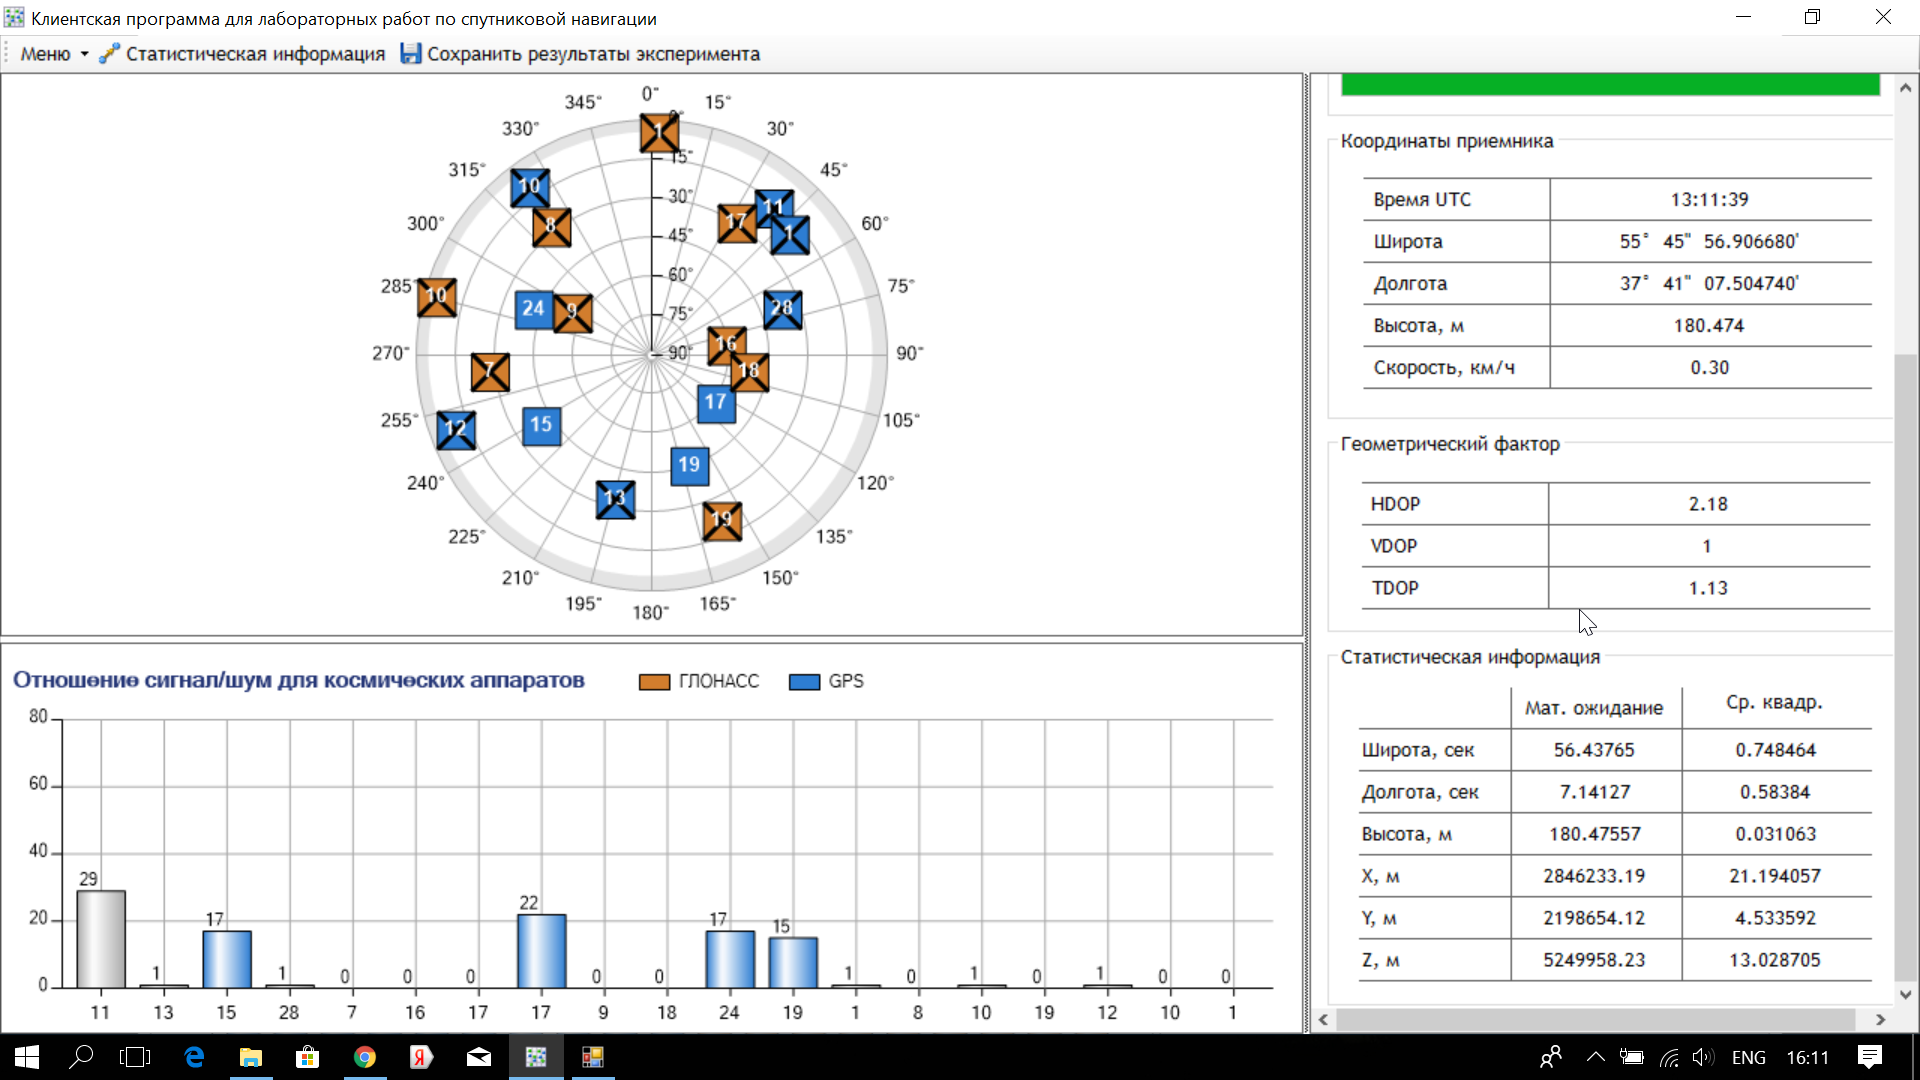 Клиентская программа для лабораторных работ по спутниковой навигации
Меню Статистическая информация Сохранить результаты эксперимента
0° 15° 30° 45° 60° 75° 90° 105° 120° 135° 150° 165° 180° 195° 210° 225° 240° 255° 270° 285° 300° 315° 330° 345°
0°
15°
30°
45°
60°
75°
90°
1
10
11
17
1
8
10
24
9
28
16
18
7
17
12
15
19
13
19
Отношение сигнал/шум для космических аппаратов ГЛОНАСС GPS
80
60
40
20
0
29 1 17 1 0 0 0 22 0 0 17 15 1 0 1 0 1 0 0
11 13 15 28 7 16 17 17 9 18 24 19 1 8 10 19 12 10 1
Координаты приемника
Время UTC 13:11:39
Широта 55° 45" 56.906680'
Долгота 37° 41" 07.504740'
Высота, м 180.474
Скорость, км/ч 0.30
Геометрический фактор
HDOP 2.18
VDOP 1
TDOP 1.13
Статистическая информация
Мат. ожидание Ср. квадр.
Широта, сек 56.43765 0.748464
Долгота, сек 7.14127 0.58384
Высота, м 180.47557 0.031063
X, м 2846233.19 21.194057
Y, м 2198654.12 4.533592
Z, м 5249958.23 13.028705
ENG 16:11